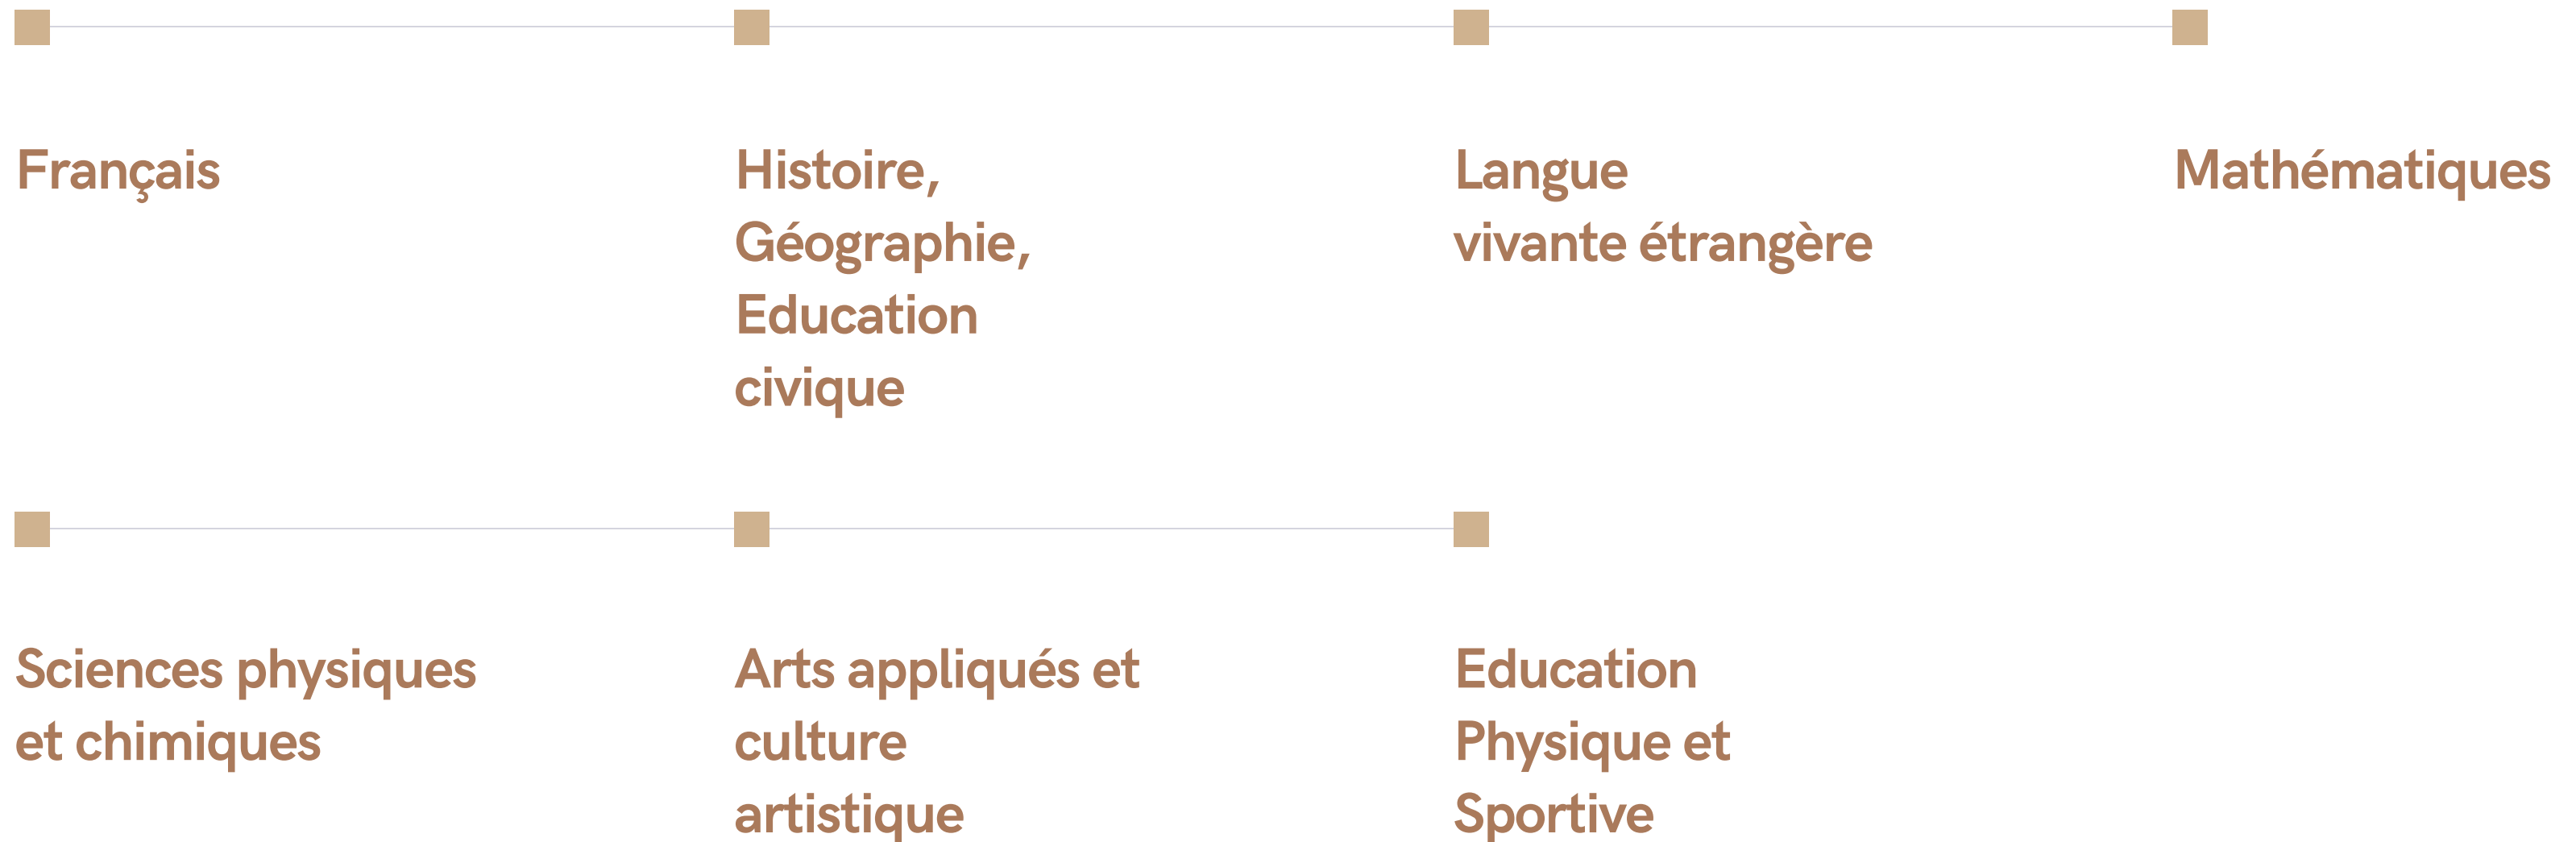 Français
Histoire,
Géographie,
Education
civique
Langue
vivante étrangère
Mathématiques
Sciences physiques
et chimiques
Arts appliqués et
culture
artistique
Education
Physique et
Sportive